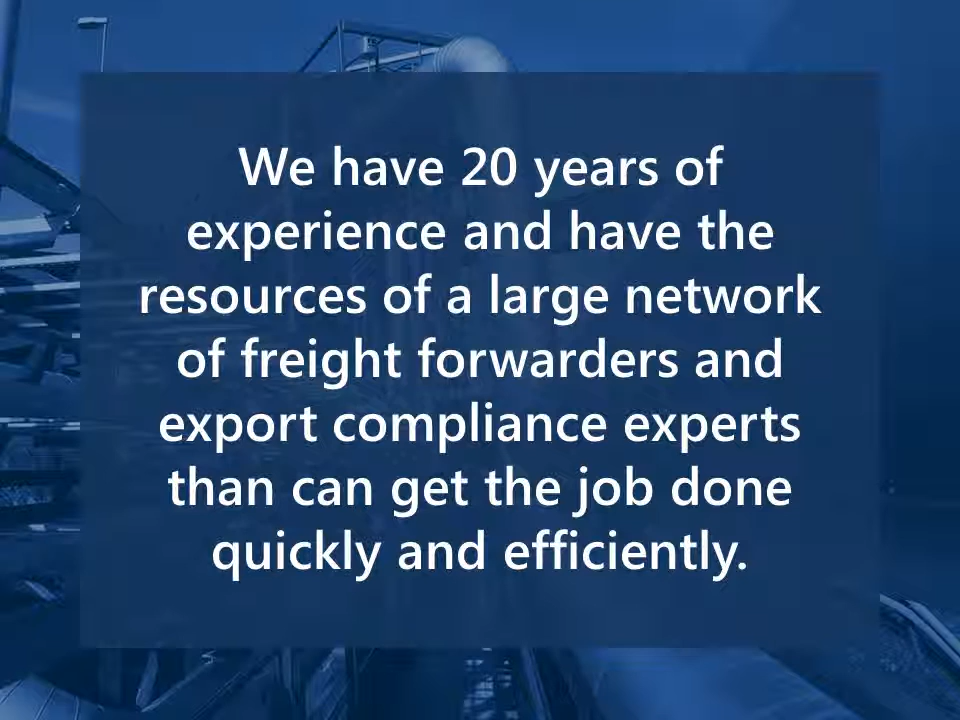 We have 20 years of
experience and have the
resources of a large network
of freight forwarders and
export compliance experts
than can get the job done
quickly and efficiently.